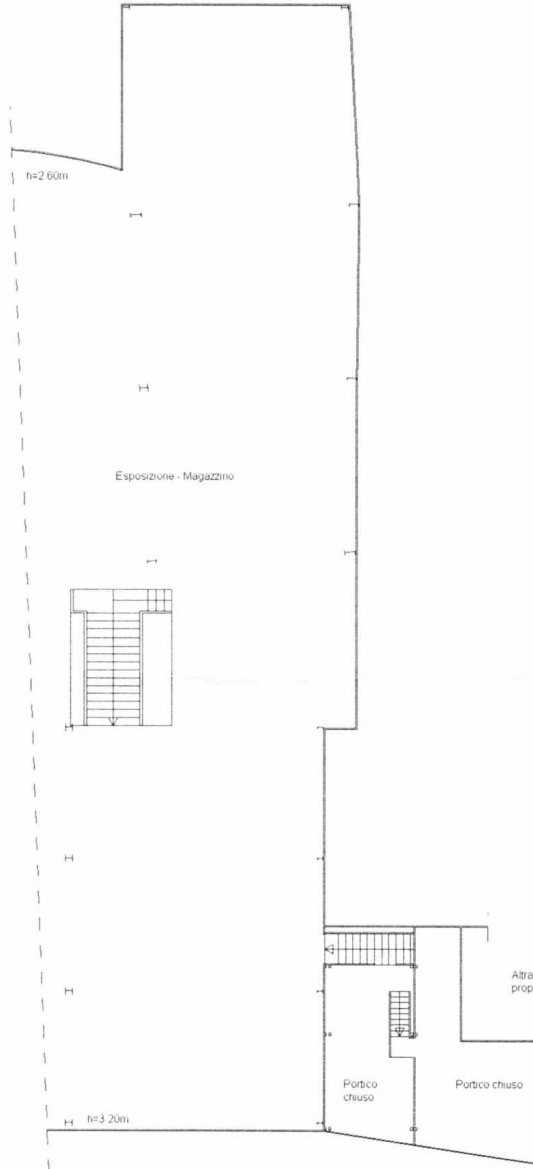 h=2.60m
Esposizione - Magazzino
Altra
prop
Portico
chiuso
Portico chiuso
h=3.20m